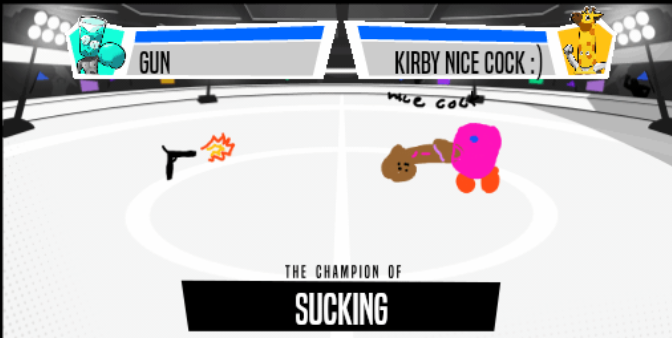 GUN
KIRBY NICE COCK :)
nice cock
THE CHAMPION OF
SUCKING